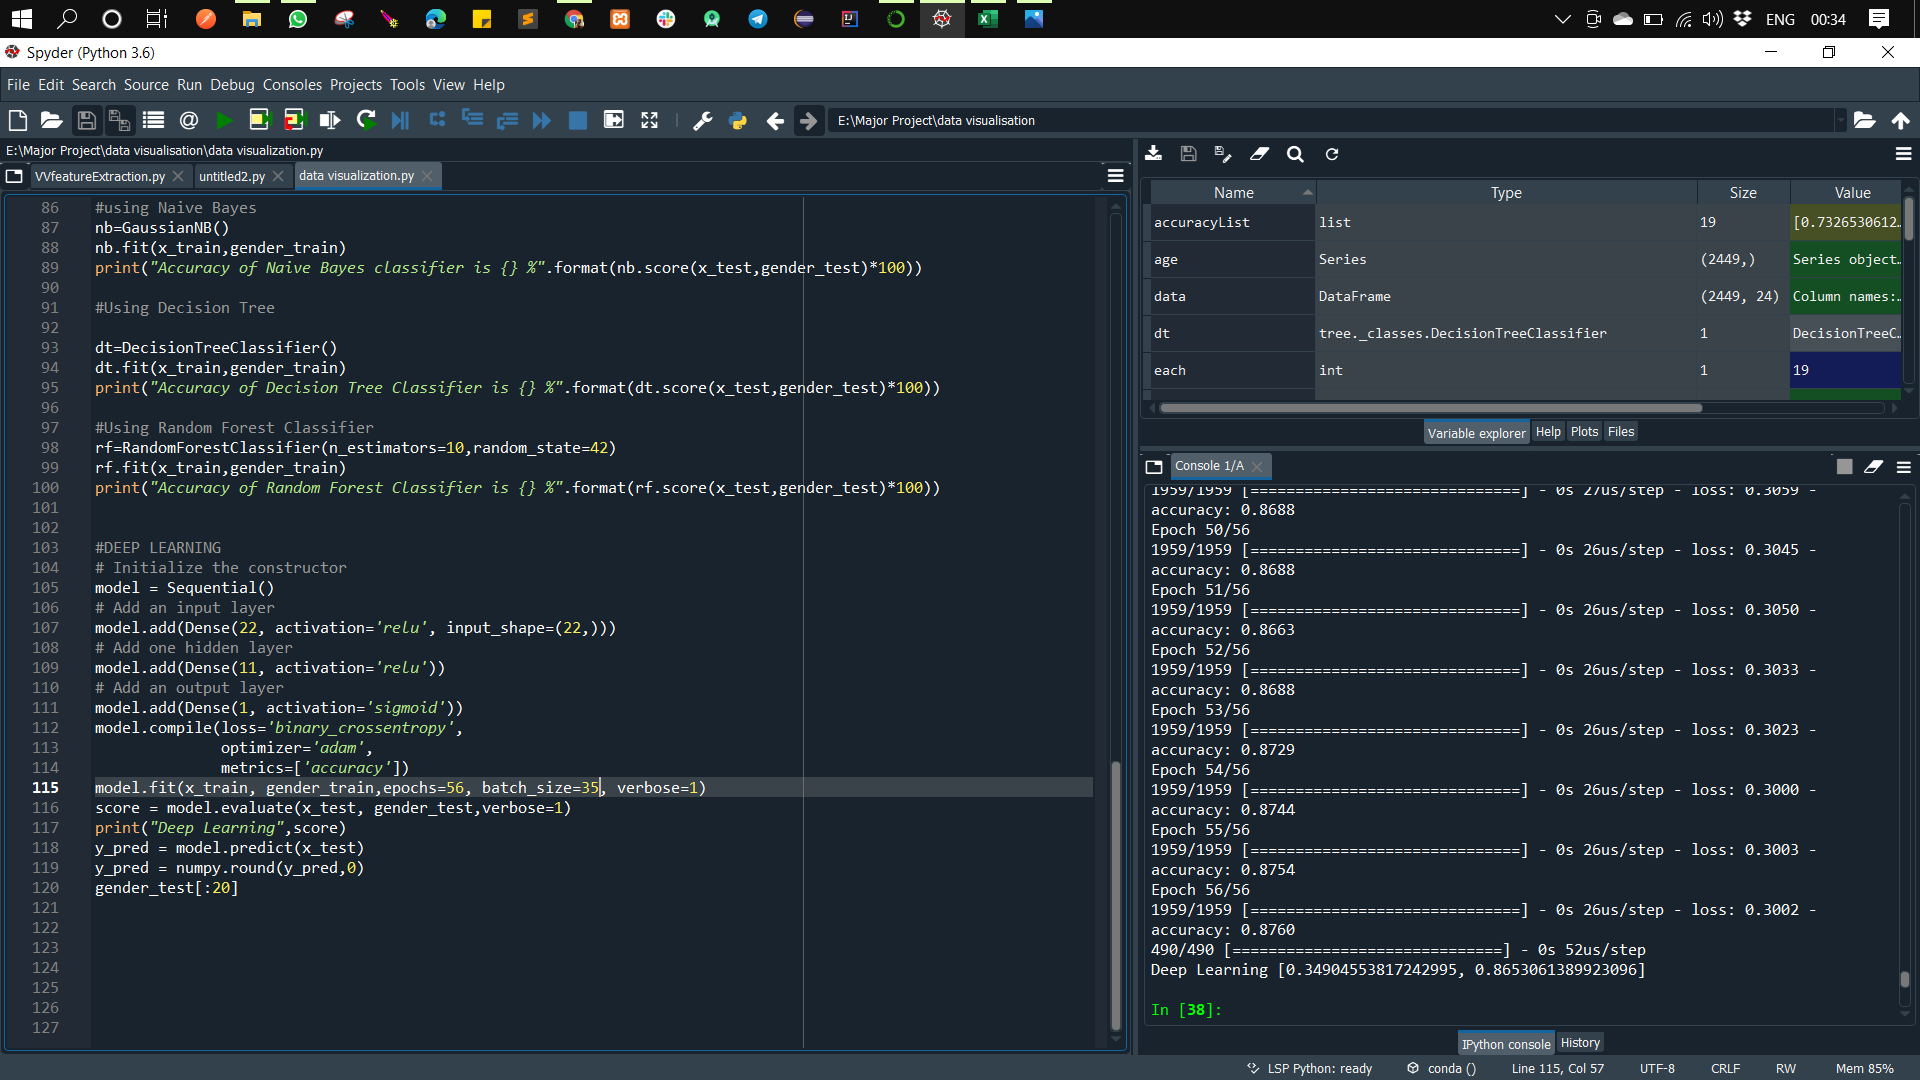 ENG 00:34
Spyder (Python 3.6)
File Edit Search Source Run Debug Consoles Projects Tools View Help
E:\Major Project\data visualisation
E:\Major Project\data visualisation\data visualization.py
VVfeatureExtraction.py untitled2.py data visualization.py
86 #using Naive Bayes
87 nb=GaussianNB()
88 nb.fit(x_train,gender_train)
89 print("Accuracy of Naive Bayes classifier is {} %".format(nb.score(x_test,gender_test)*100))
90
91 #Using Decision Tree
92
93 dt=DecisionTreeClassifier()
94 dt.fit(x_train,gender_train)
95 print("Accuracy of Decision Tree Classifier is {} %".format(dt.score(x_test,gender_test)*100))
96
97 #Using Random Forest Classifier
98 rf=RandomForestClassifier(n_estimators=10,random_state=42)
99 rf.fit(x_train,gender_train)
100 print("Accuracy of Random Forest Classifier is {} %".format(rf.score(x_test,gender_test)*100))
101
102
103 #DEEP LEARNING
104 # Initialize the constructor
105 model = Sequential()
106 # Add an input layer
107 model.add(Dense(22, activation='relu', input_shape=(22,)))
108 # Add one hidden layer
109 model.add(Dense(11, activation='relu'))
110 # Add an output layer
111 model.add(Dense(1, activation='sigmoid'))
112 model.compile(loss='binary_crossentropy',
113 optimizer='adam',
114 metrics=['accuracy'])
115 model.fit(x_train, gender_train,epochs=56, batch_size=35, verbose=1)
116 score = model.evaluate(x_test, gender_test,verbose=1)
117 print("Deep Learning",score)
118 y_pred = model.predict(x_test)
119 y_pred = numpy.round(y_pred,0)
120 gender_test[:20]
121
122
123
124
125
126
127
Name Type Size Value
accuracyList list 19 [0.7326530612…
age Series (2449,) Series object…
data DataFrame (2449, 24) Column names:…
dt tree._classes.DecisionTreeClassifier 1 DecisionTreeC…
each int 1 19
Variable explorer Help Plots Files
Console 1/A
1959/1959 [==============================] - 0s 27us/step - loss: 0.3059 -
accuracy: 0.8688
Epoch 50/56
1959/1959 [==============================] - 0s 26us/step - loss: 0.3045 -
accuracy: 0.8688
Epoch 51/56
1959/1959 [==============================] - 0s 26us/step - loss: 0.3050 -
accuracy: 0.8663
Epoch 52/56
1959/1959 [==============================] - 0s 26us/step - loss: 0.3033 -
accuracy: 0.8688
Epoch 53/56
1959/1959 [==============================] - 0s 26us/step - loss: 0.3023 -
accuracy: 0.8729
Epoch 54/56
1959/1959 [==============================] - 0s 26us/step - loss: 0.3000 -
accuracy: 0.8744
Epoch 55/56
1959/1959 [==============================] - 0s 26us/step - loss: 0.3003 -
accuracy: 0.8754
Epoch 56/56
1959/1959 [==============================] - 0s 26us/step - loss: 0.3002 -
accuracy: 0.8760
490/490 [==============================] - 0s 52us/step
Deep Learning [0.34904553817242995, 0.8653061389923096]
In [38]:
IPython console History
LSP Python: ready conda () Line 115, Col 57 UTF-8 CRLF RW Mem 85%